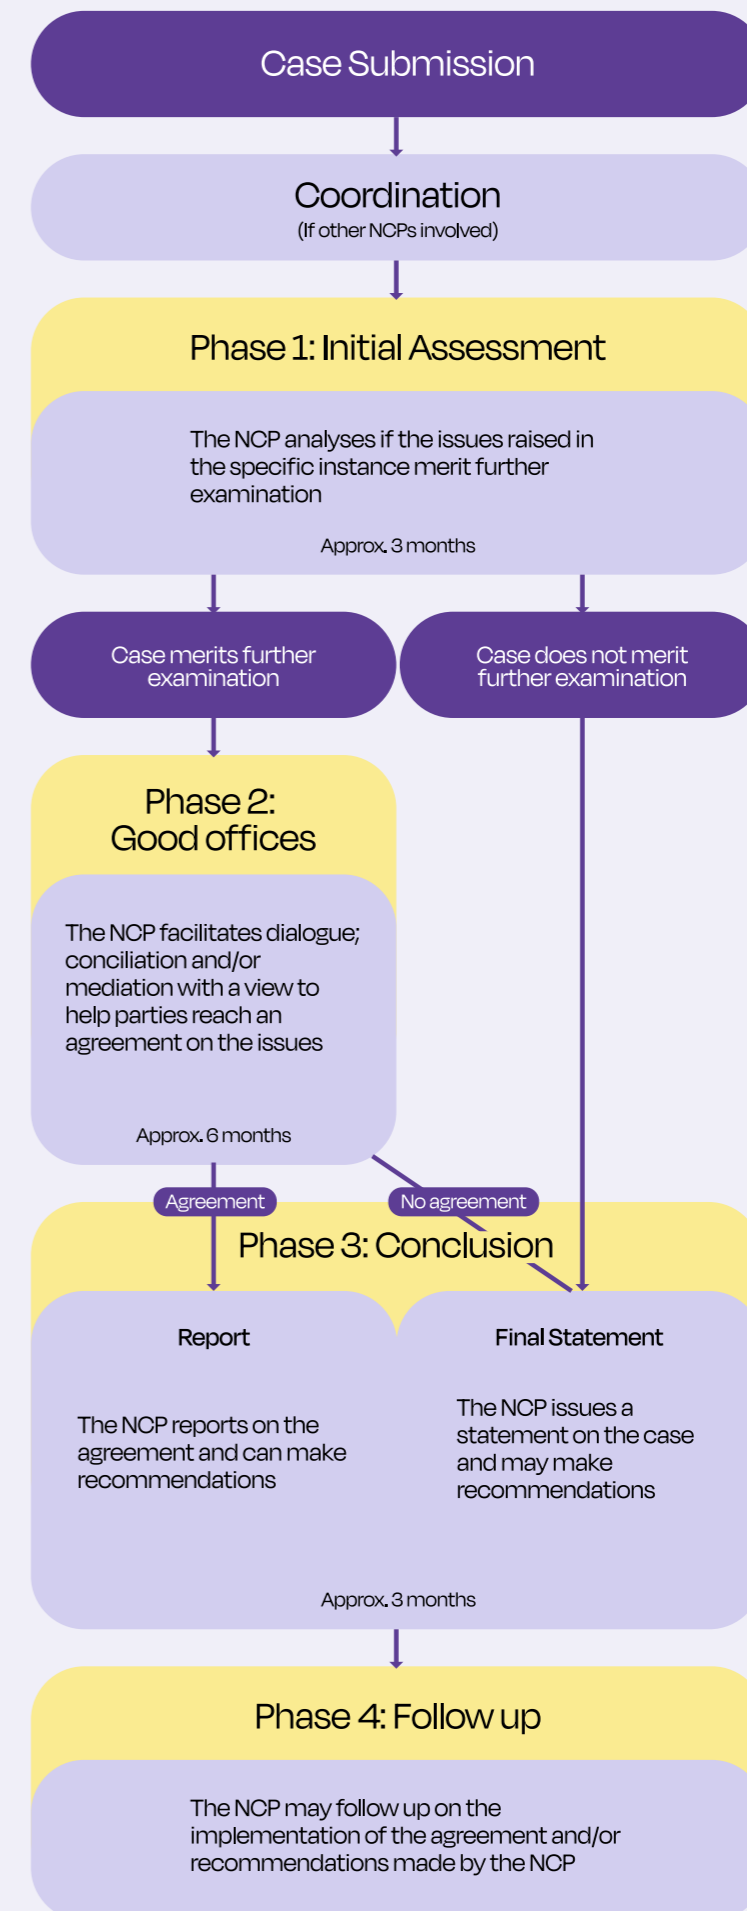 Case Submission
Coordination
(If other NCPs involved)
Phase 1: Initial Assessment
The NCP analyses if the issues raised in
the specific instance merit further
examination
Approx. 3 months
Case merits further
examination
Case does not merit
further examination
Phase 2:
Good offices
The NCP facilitates dialogue;
conciliation and/or
mediation with a view to
help parties reach an
agreement on the issues
Approx. 6 months
Agreement
No agreement
Phase 3: Conclusion
Report
The NCP reports on the
agreement and can make
recommendations
Final Statement
The NCP issues a
statement on the case
and may make
recommendations
Approx. 3 months
Phase 4: Follow up
The NCP may follow up on the
implementation of the agreement and/or
recommendations made by the NCP